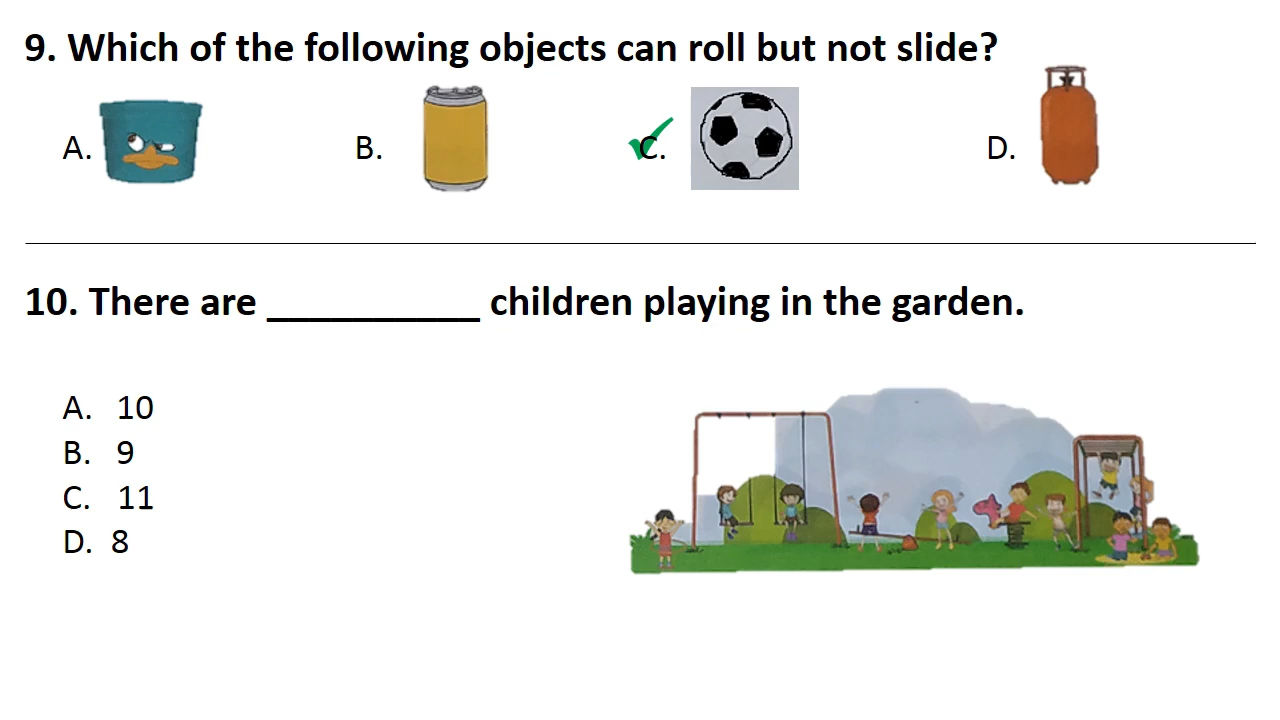 9. Which of the following objects can roll but not slide?
A.
B.
C.
D.
10. There are __________ children playing in the garden.
A. 10
B. 9
C. 11
D. 8